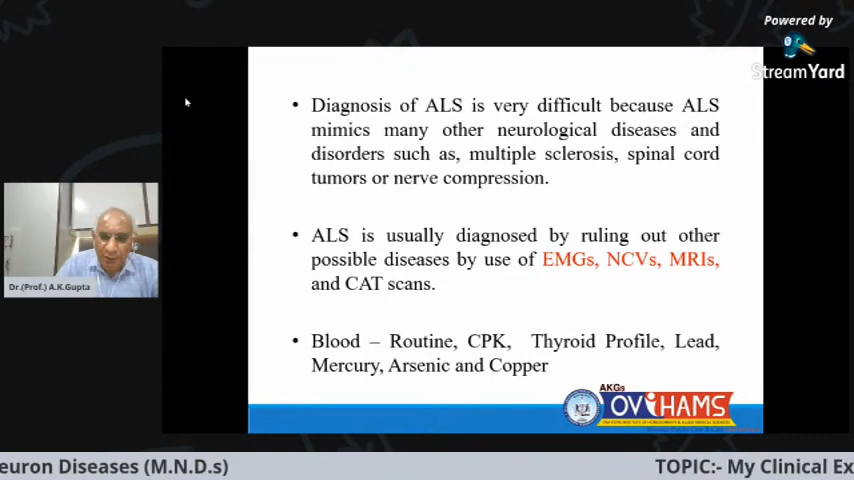 Powered by
StreamYard
• Diagnosis of ALS is very difficult because ALS
mimics many other neurological diseases and
disorders such as, multiple sclerosis, spinal cord
tumors or nerve compression.
• ALS is usually diagnosed by ruling out other
possible diseases by use of EMGs, NCVs, MRIs,
and CAT scans.
Dr.(Prof.) A.K.Gupta
• Blood – Routine, CPK, Thyroid Profile, Lead,
Mercury, Arsenic and Copper
AKGs
OVIHAMS
euron Diseases (M.N.D.s)
TOPIC:- My Clinical Ex